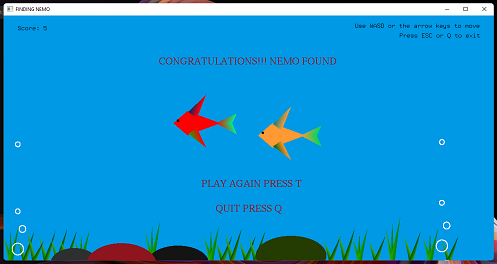 FINDING NEMO
Score: 5
Use WASD or the arrow keys to move
Press ESC or Q to exit
CONGRATULATIONS!!! NEMO FOUND
PLAY AGAIN PRESS T
QUIT PRESS Q